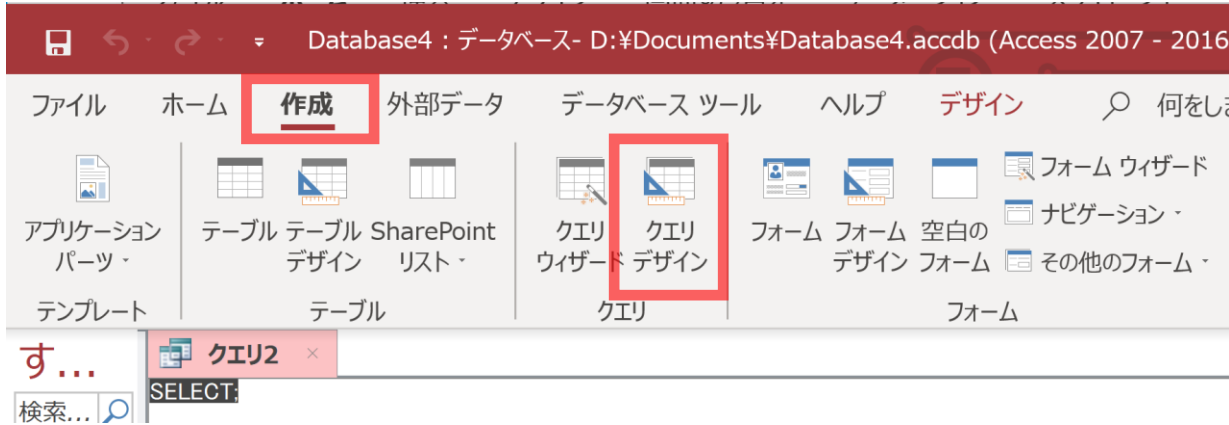 Database4 : データベース- D:¥Documents¥Database4.accdb (Access 2007 - 2016
ファイル ホーム 作成 外部データ データベース ツール ヘルプ デザイン 何をしま
アプリケーション パーツ
テーブル
テーブル デザイン
SharePoint リスト
クエリ ウィザード
クエリ デザイン
フォーム
フォーム デザイン
空白の フォーム
フォーム ウィザード
ナビゲーション
その他のフォーム
テンプレート テーブル クエリ フォーム
す... クエリ2
検索... SELECT;